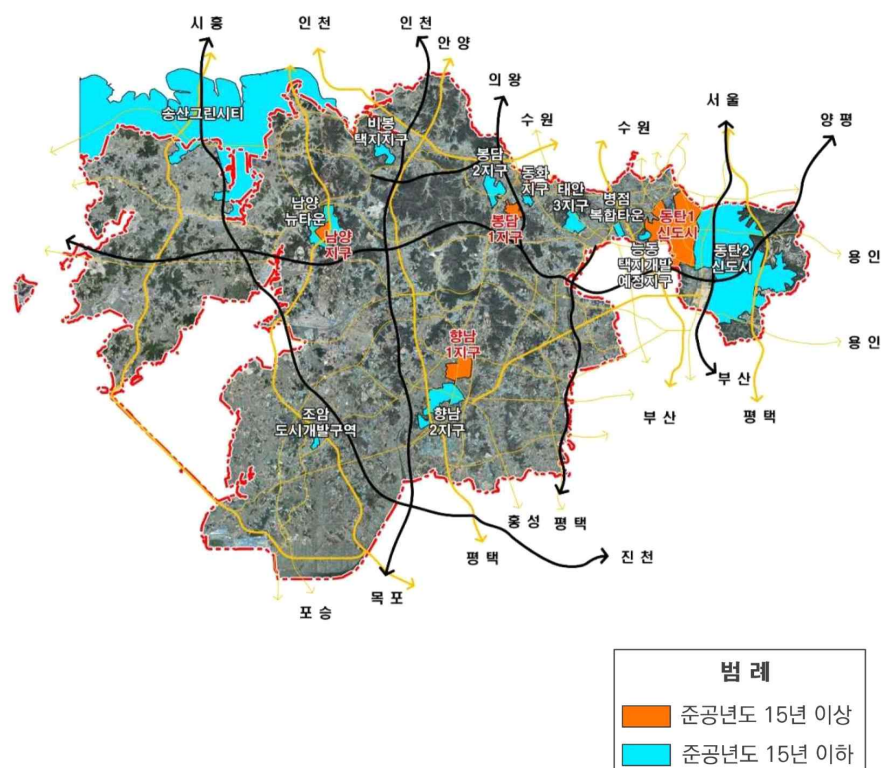 시 흥
인 천
인 천
안 양
의 왕
수 원
수 원
서 울
양 평
송산그린시티
비봉
택지지구
봉담
2지구
동화
지구
태안
3지구
병점
복합타운
동탄1
신도시
남양
뉴타운
남양
지구
봉담
1지구
능동
택지개발
예정지구
동탄2
신도시
용 인
용 인
향남
1지구
부 산
부 산
평 택
조암
도시개발구역
향남
2지구
홍 성
평 택
평 택
진 천
목 포
포 승
범 례
준공년도 15년 이상
준공년도 15년 이하